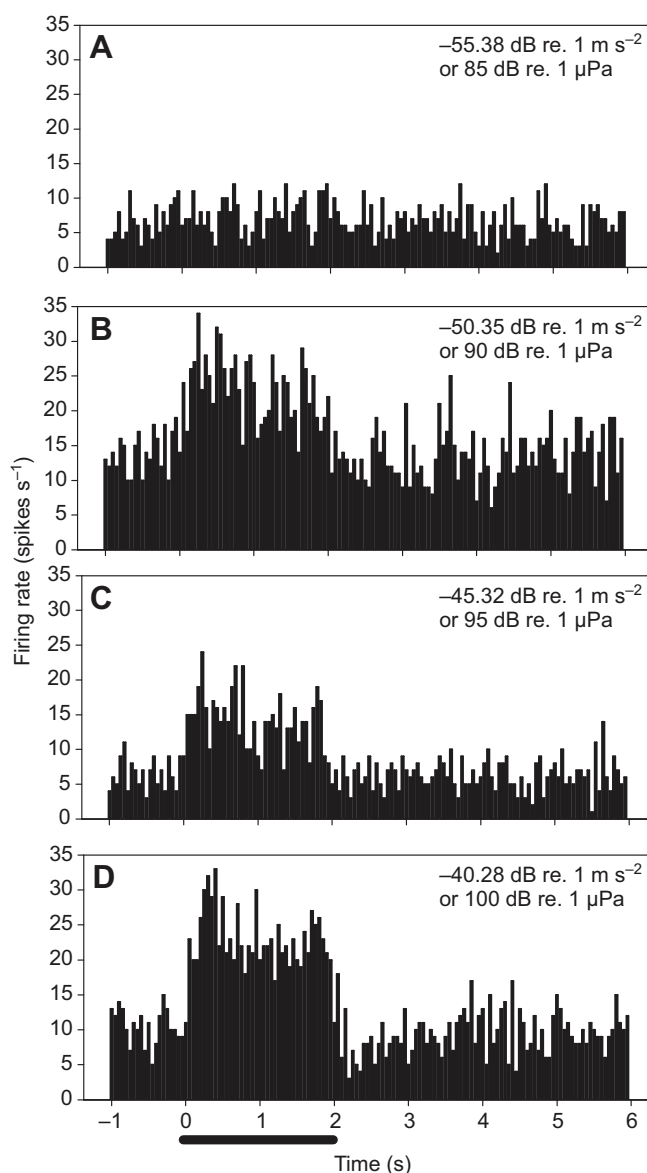 Firing rate (spikes s⁻¹)
A
–55.38 dB re. 1 m s⁻²
or 85 dB re. 1 μPa
35
30
25
20
15
10
5
0
B
–50.35 dB re. 1 m s⁻²
or 90 dB re. 1 μPa
35
30
25
20
15
10
5
0
C
–45.32 dB re. 1 m s⁻²
or 95 dB re. 1 μPa
35
30
25
20
15
10
5
0
D
–40.28 dB re. 1 m s⁻²
or 100 dB re. 1 μPa
35
30
25
20
15
10
5
0
–1 0 1 2 3 4 5 6
Time (s)